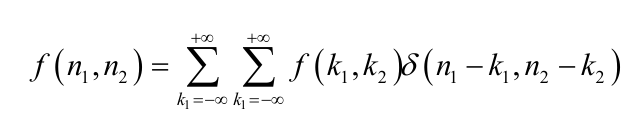 f(n₁,n₂) = ∑_{k₁=-∞}^{+∞} ∑_{k₁=-∞}^{+∞} f(k₁,k₂)δ(n₁ − k₁,n₂ − k₂)